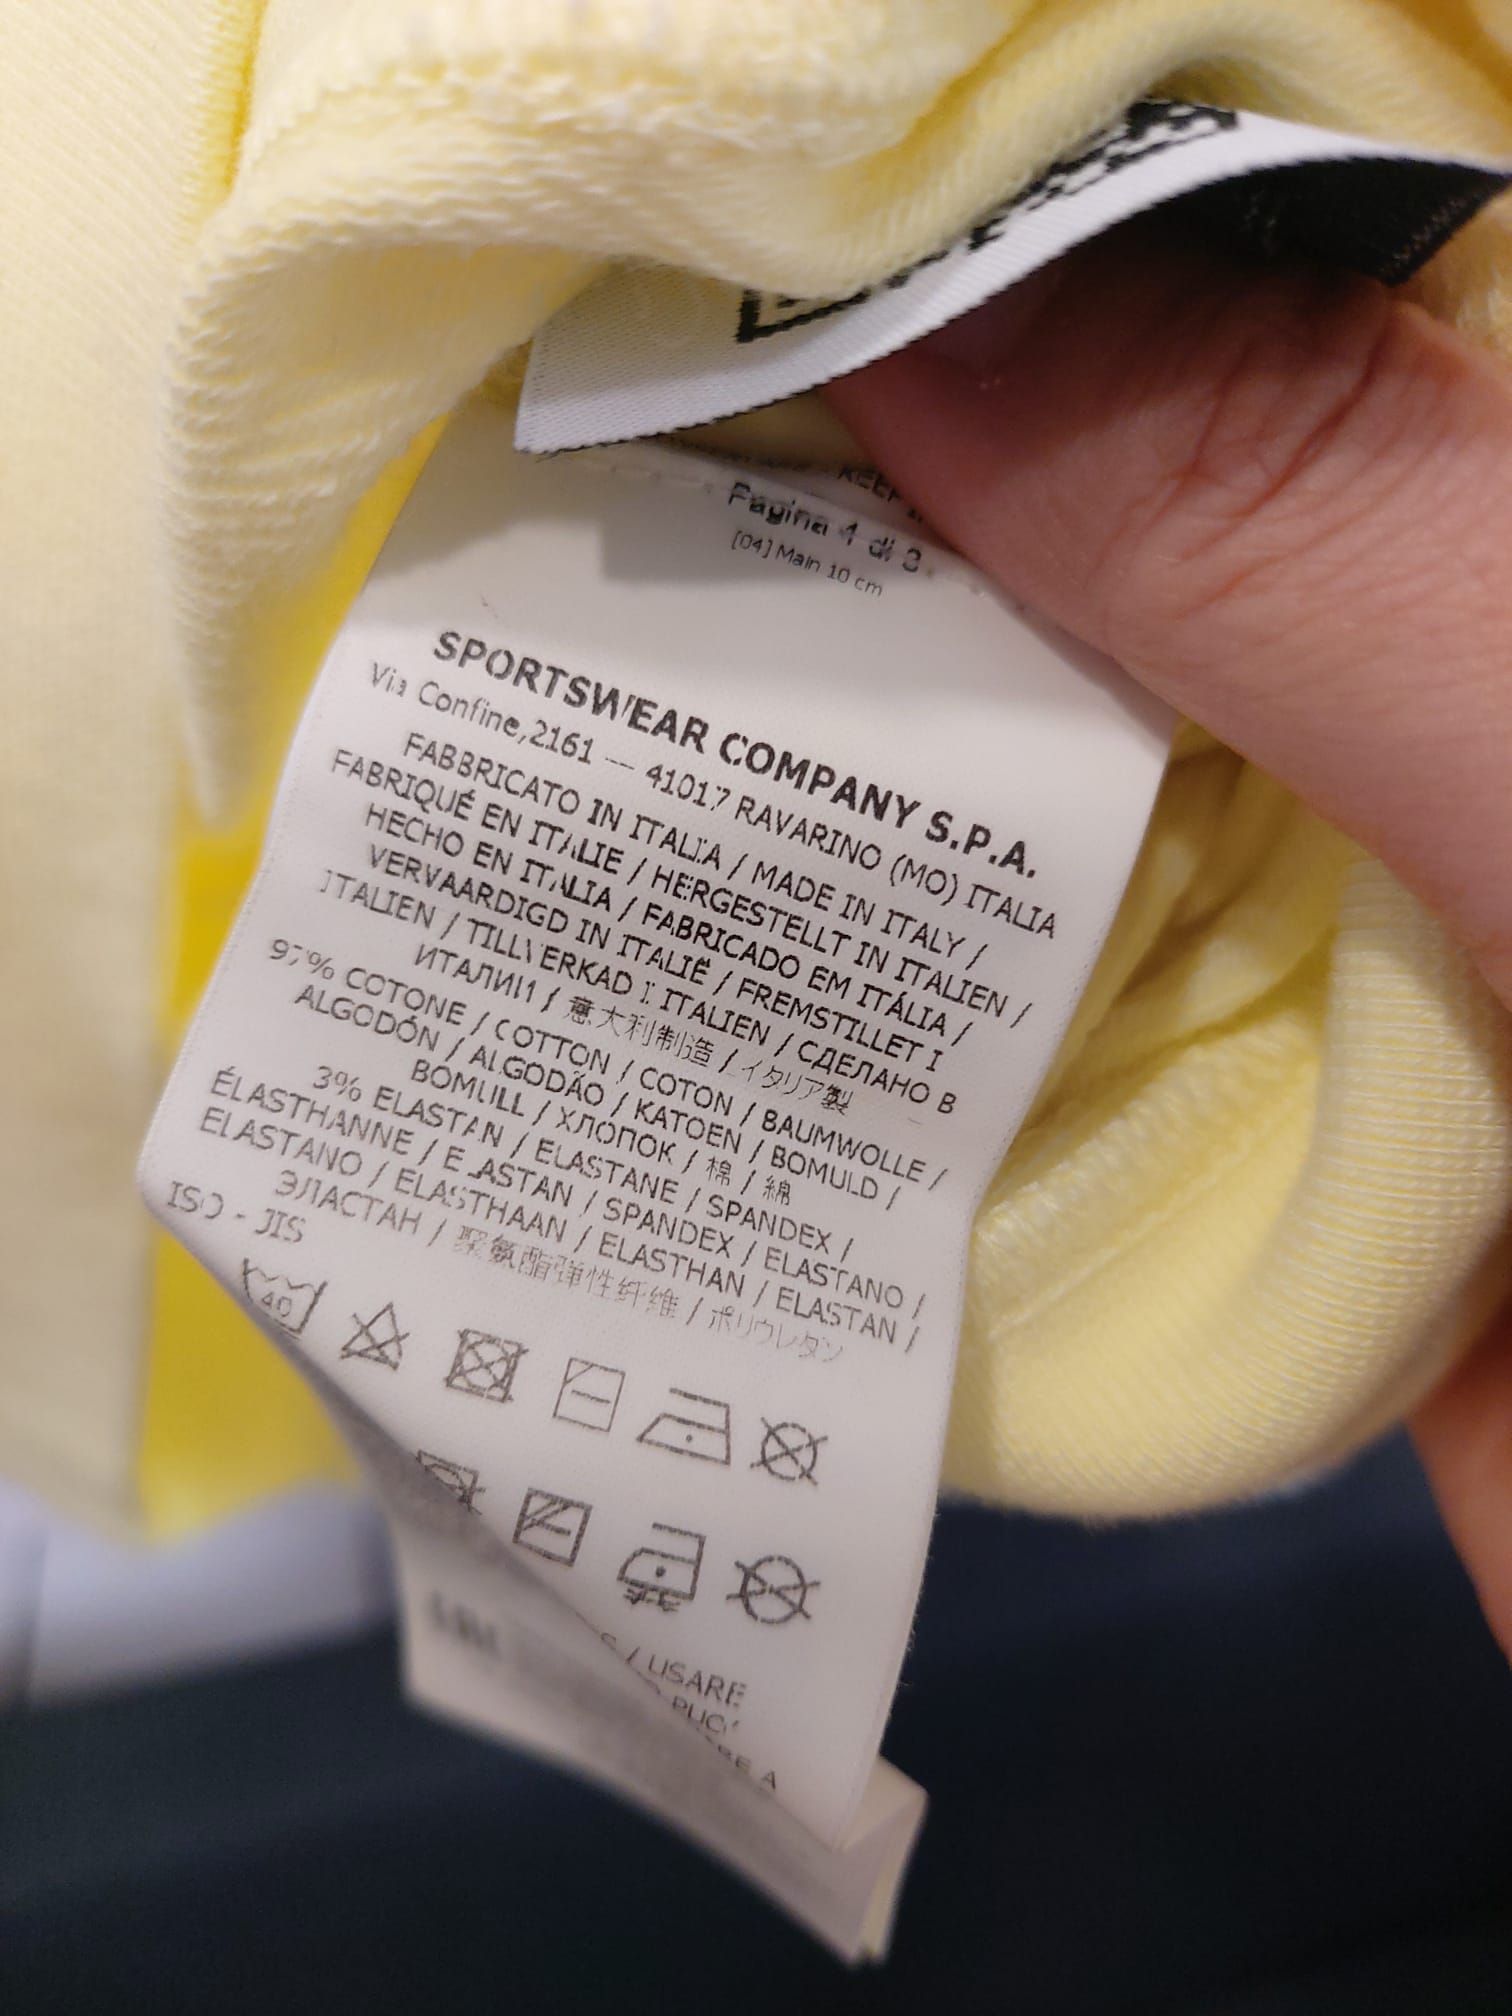 Pagina 1 di 3
[04] Main 10 cm
SPORTSWEAR COMPANY S.P.A.
Via Confine,2161 — 41017 RAVARINO (MO) ITALIA
FABBRICATO IN ITALIA / MADE IN ITALY /
FABRIQUÉ EN ITALIE / HERGESTELLT IN ITALIEN /
HECHO EN ITALIA / FABRICADO EM ITÁLIA /
VERVAARDIGD IN ITALIË / FREMSTILLET I
ITALIEN / TILLVERKAD I ITALIEN / СДЕЛАНО В
ИТАЛИИ / 意大利制造 / イタリア製
97% COTONE / COTTON / COTON / BAUMWOLLE /
ALGODÓN / ALGODÃO / KATOEN / BOMULD /
BOMULL / ХЛОПОК / 棉 / 綿
3% ELASTAN / ELASTANE / SPANDEX /
ÉLASTHANNE / ELASTAN / SPANDEX / ELASTANO /
ELASTANO / ELASTHAAN / ELASTHAN / ELASTAN /
ЭЛАСТАН / 聚氨酯弹性纤维 / ポリウレタン
ISO - JIS
40
/ USARE